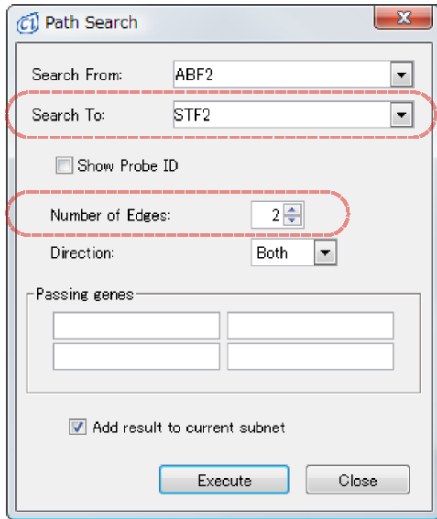 Path Search
Search From: ABF2
Search To: STF2
Show Probe ID
Number of Edges: 2
Direction: Both
Passing genes
Add result to current subnet
Execute Close